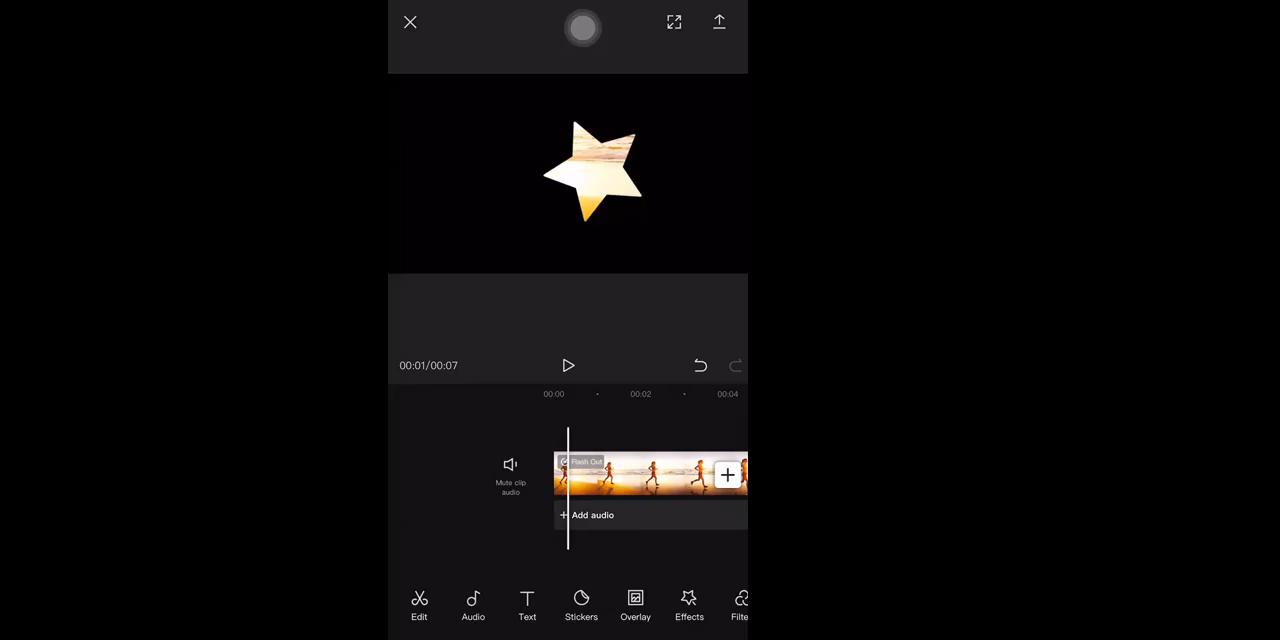 00:01/00:07
00:00
00:02
00:04
Flash Out
Mute clip
audio
Add audio
Edit
Audio
Text
Stickers
Overlay
Effects
Filte